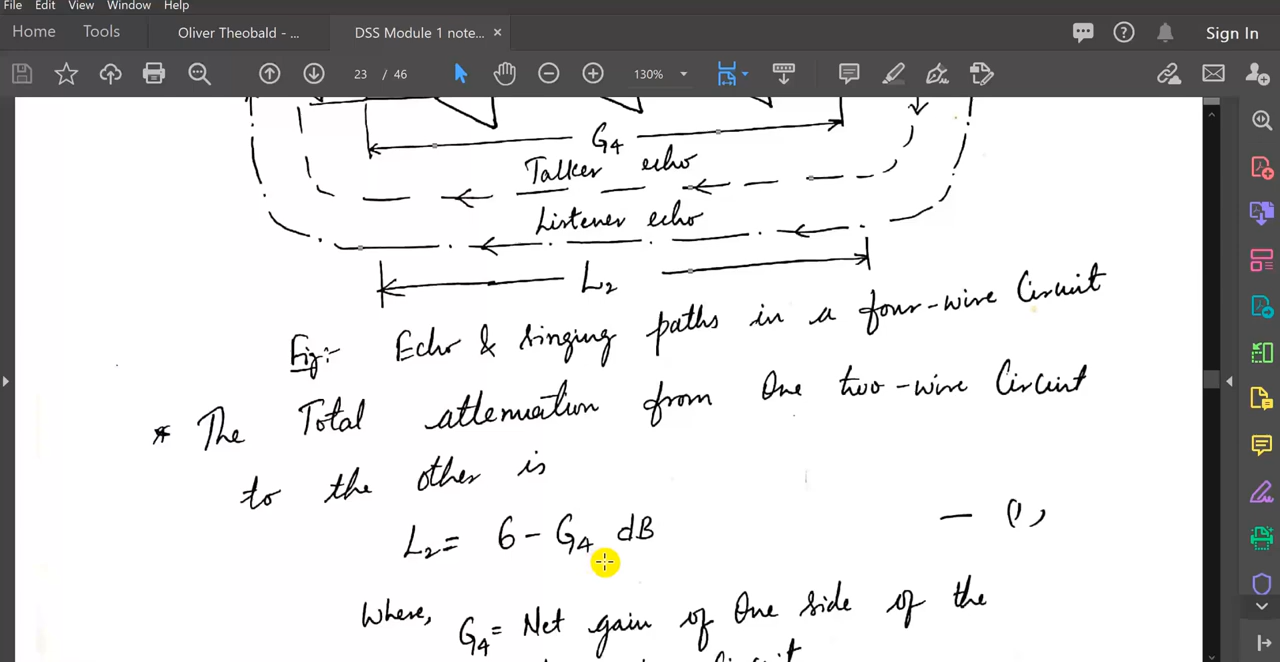 File Edit View Window Help
Home Tools Oliver Theobald - ... DSS Module 1 note... × Sign In
23 / 46 130%
G4
Talker echo
Listener echo
L2
Fig:- Echo & singing paths in a four-wire Circuit
* The Total attenuation from One two-wire Circuit
to the other is
L2 = 6 - G4 dB — (1)
Where,
G4 = Net gain of One side of the